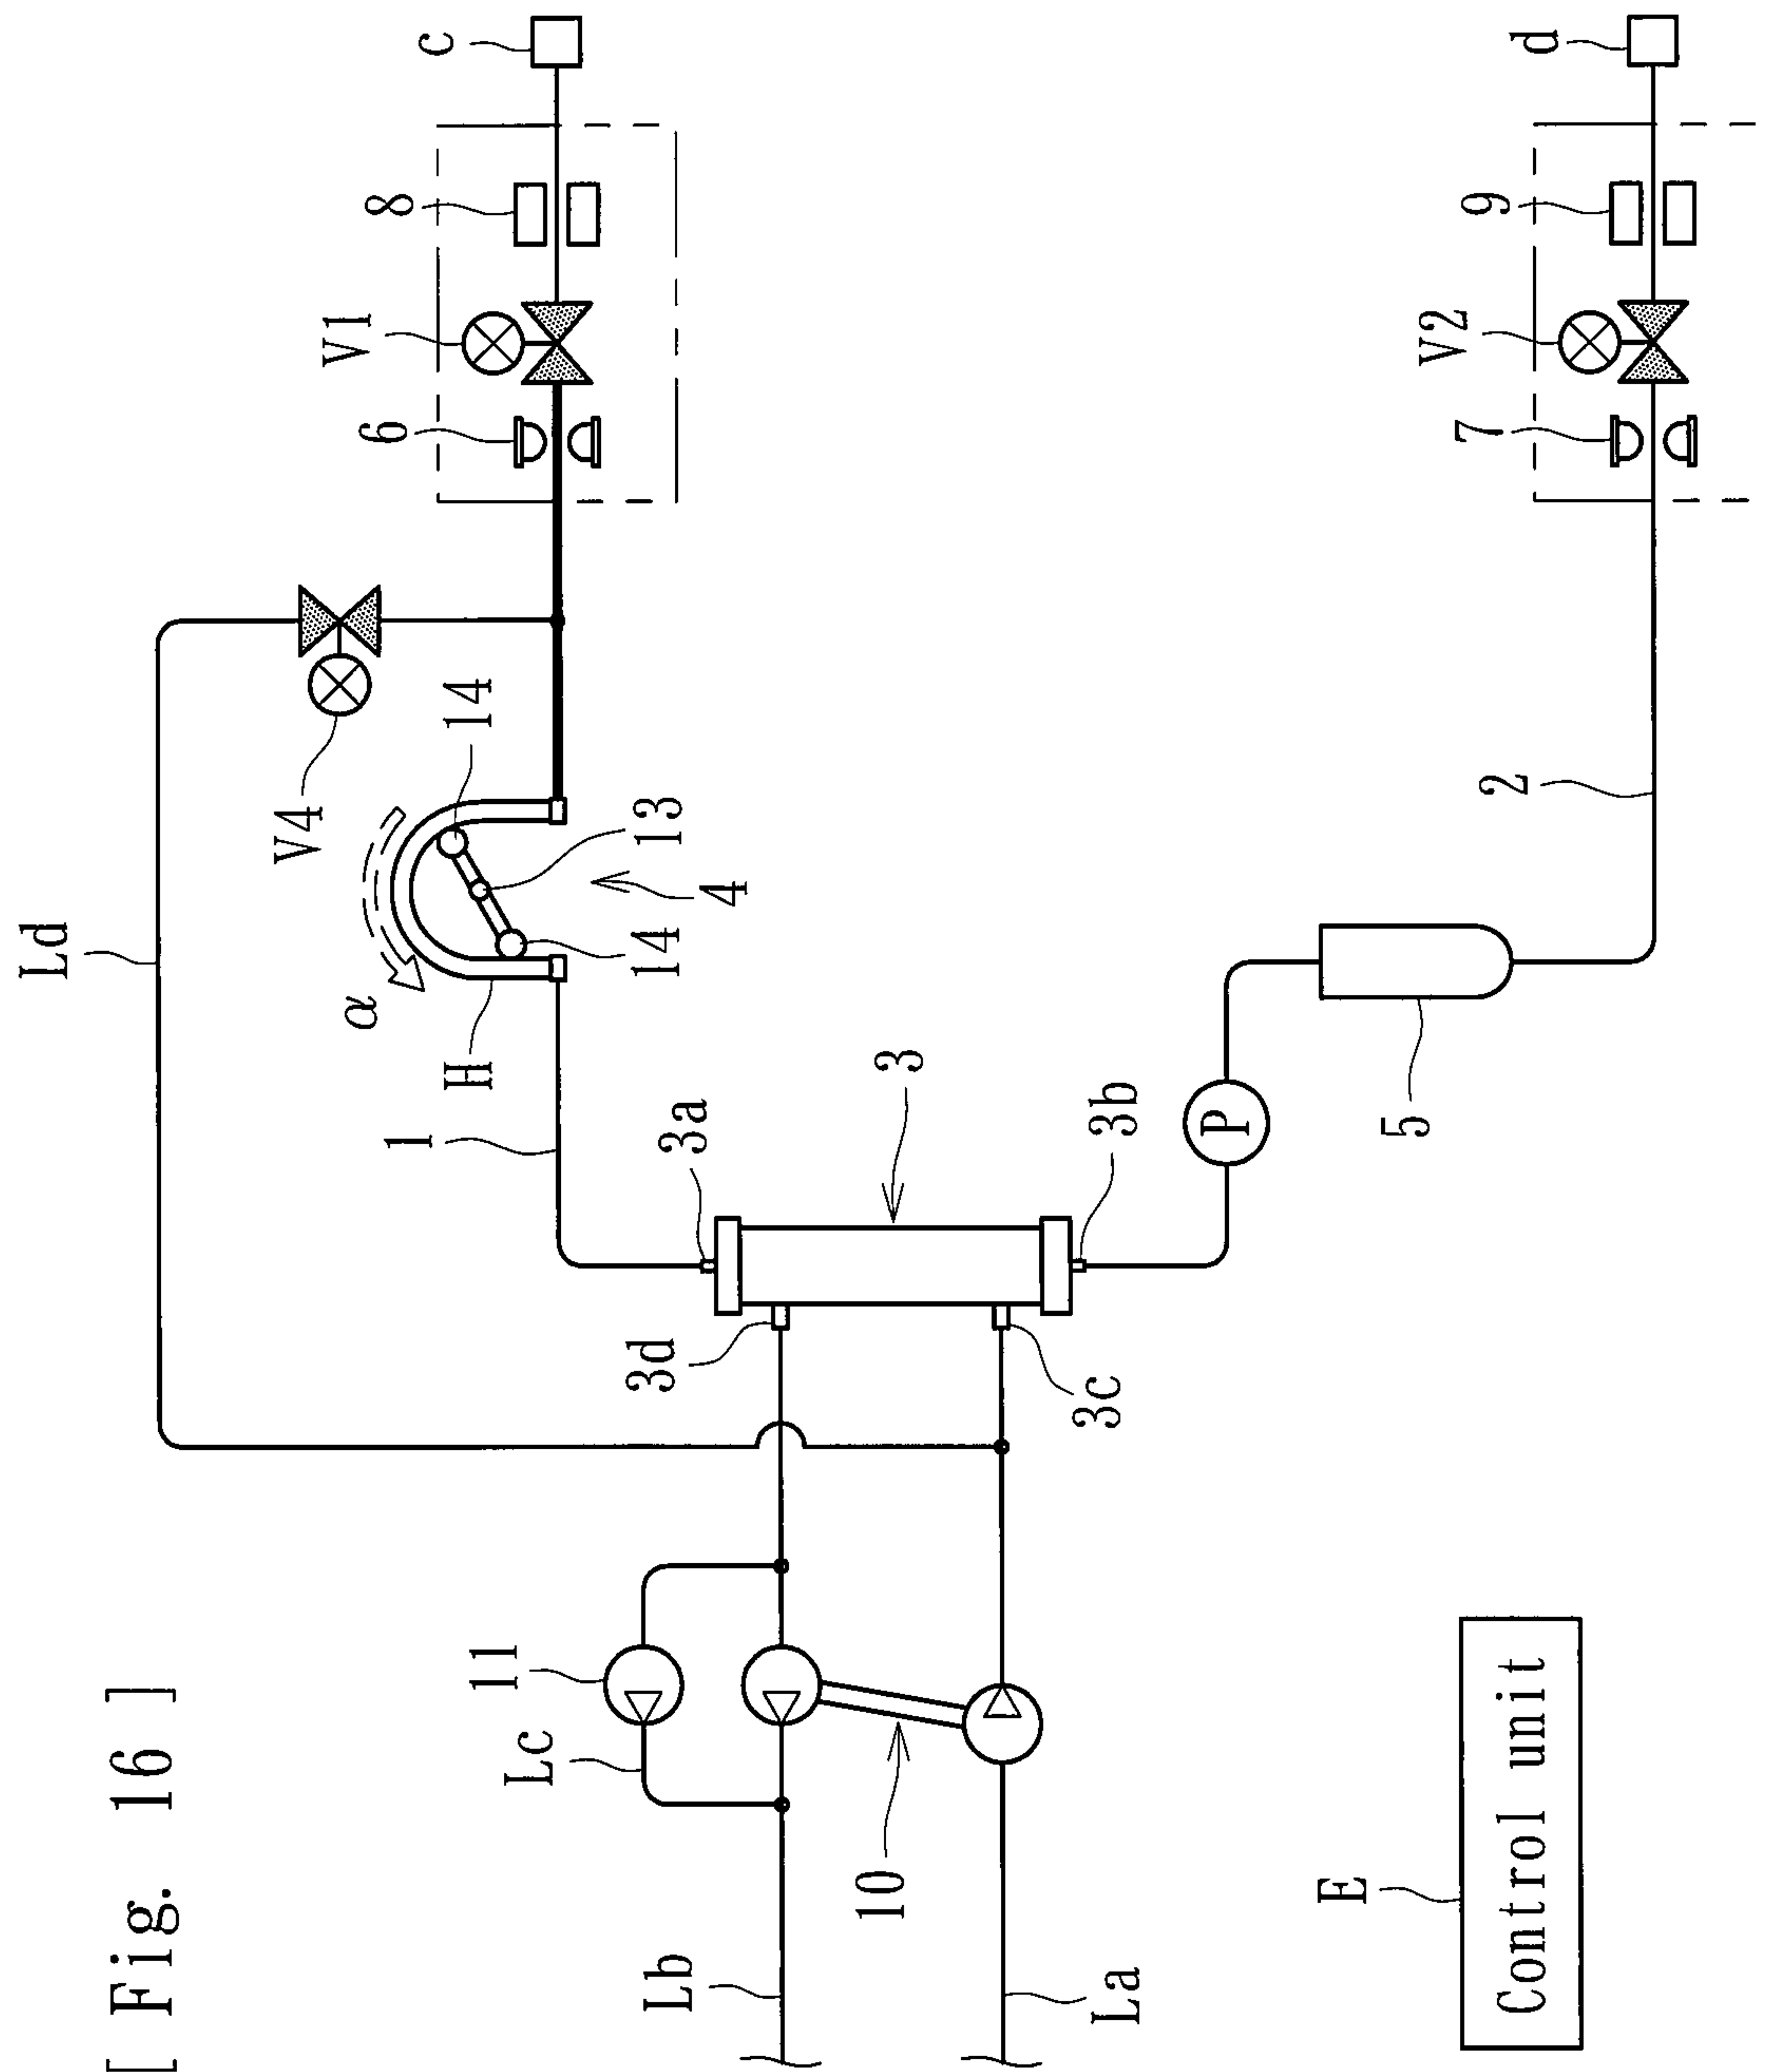 [ Fig. 16 ]
Ld
V4
α
H
14
14
13
4
V1
6
8
c
1
3a
3
3b
3d
3c
P
5
2
V2
7
9
d
11
Lc
Lb
10
La
E
Control unit